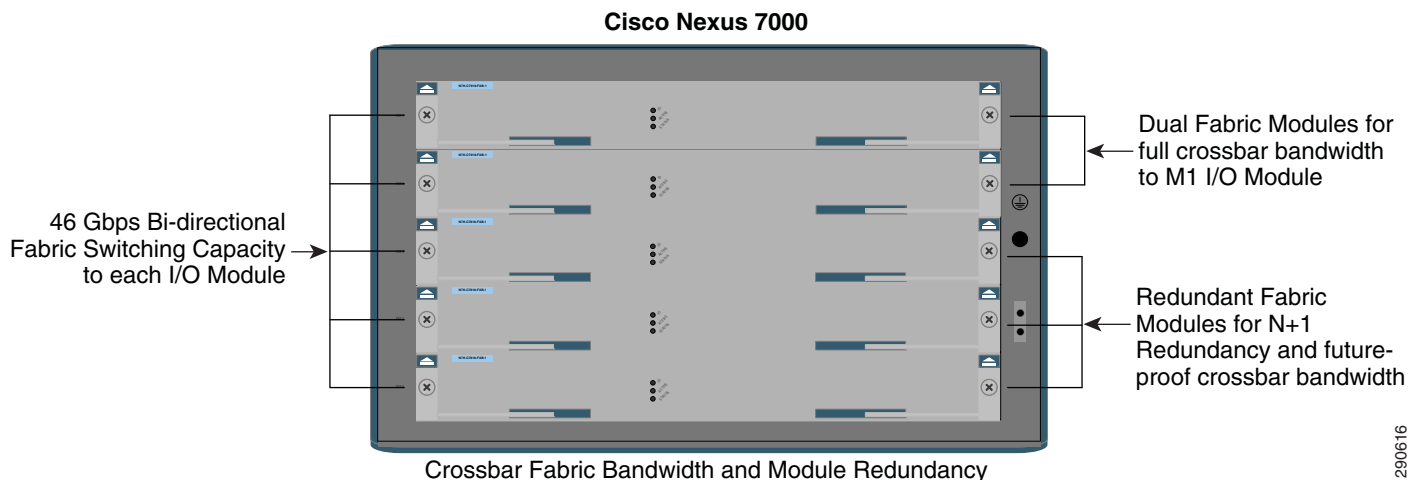 Cisco Nexus 7000
46 Gbps Bi-directional
Fabric Switching Capacity
to each I/O Module
Dual Fabric Modules for
full crossbar bandwidth
to M1 I/O Module
Redundant Fabric
Modules for N+1
Redundancy and future-
proof crossbar bandwidth
Crossbar Fabric Bandwidth and Module Redundancy
290616